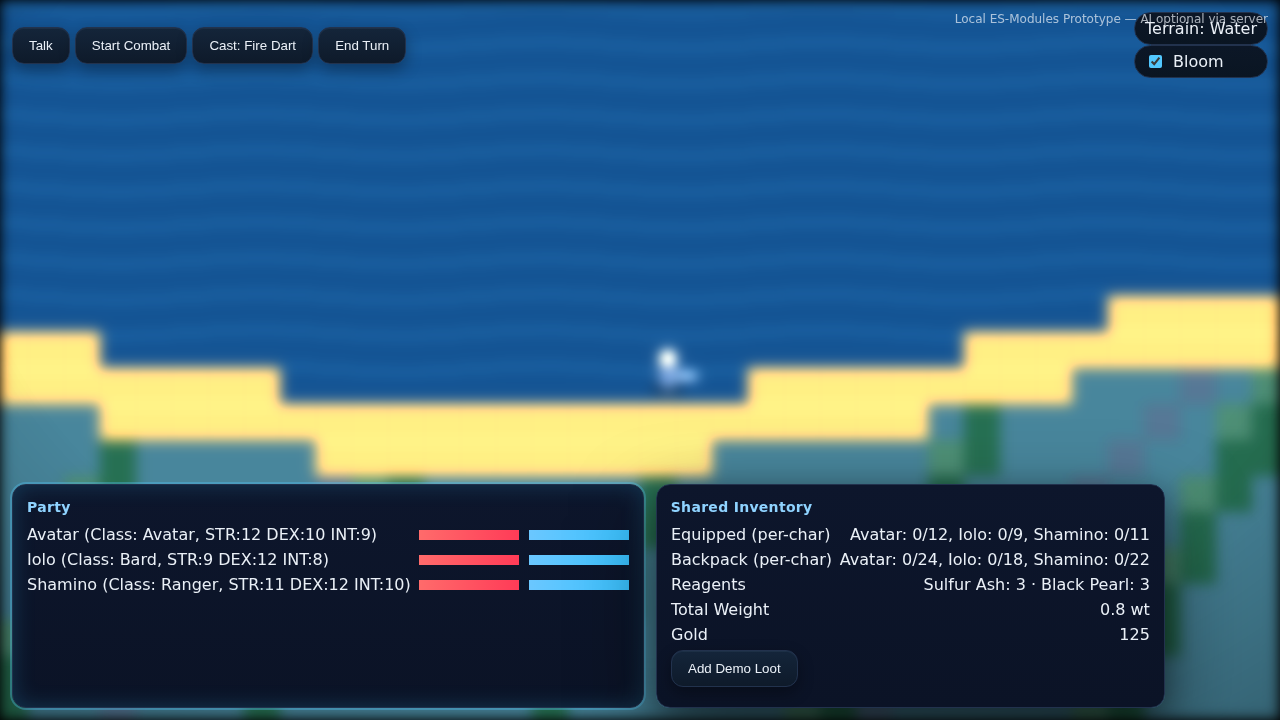 Local ES-Modules Prototype — AI optional via server
Talk
Start Combat
Cast: Fire Dart
End Turn
Terrain: Water
Bloom
Party
Avatar (Class: Avatar, STR:12 DEX:10 INT:9)
Iolo (Class: Bard, STR:9 DEX:12 INT:8)
Shamino (Class: Ranger, STR:11 DEX:12 INT:10)
Shared Inventory
Equipped (per-char) Avatar: 0/12, Iolo: 0/9, Shamino: 0/11
Backpack (per-char) Avatar: 0/24, Iolo: 0/18, Shamino: 0/22
Reagents Sulfur Ash: 3 · Black Pearl: 3
Total Weight 0.8 wt
Gold 125
Add Demo Loot